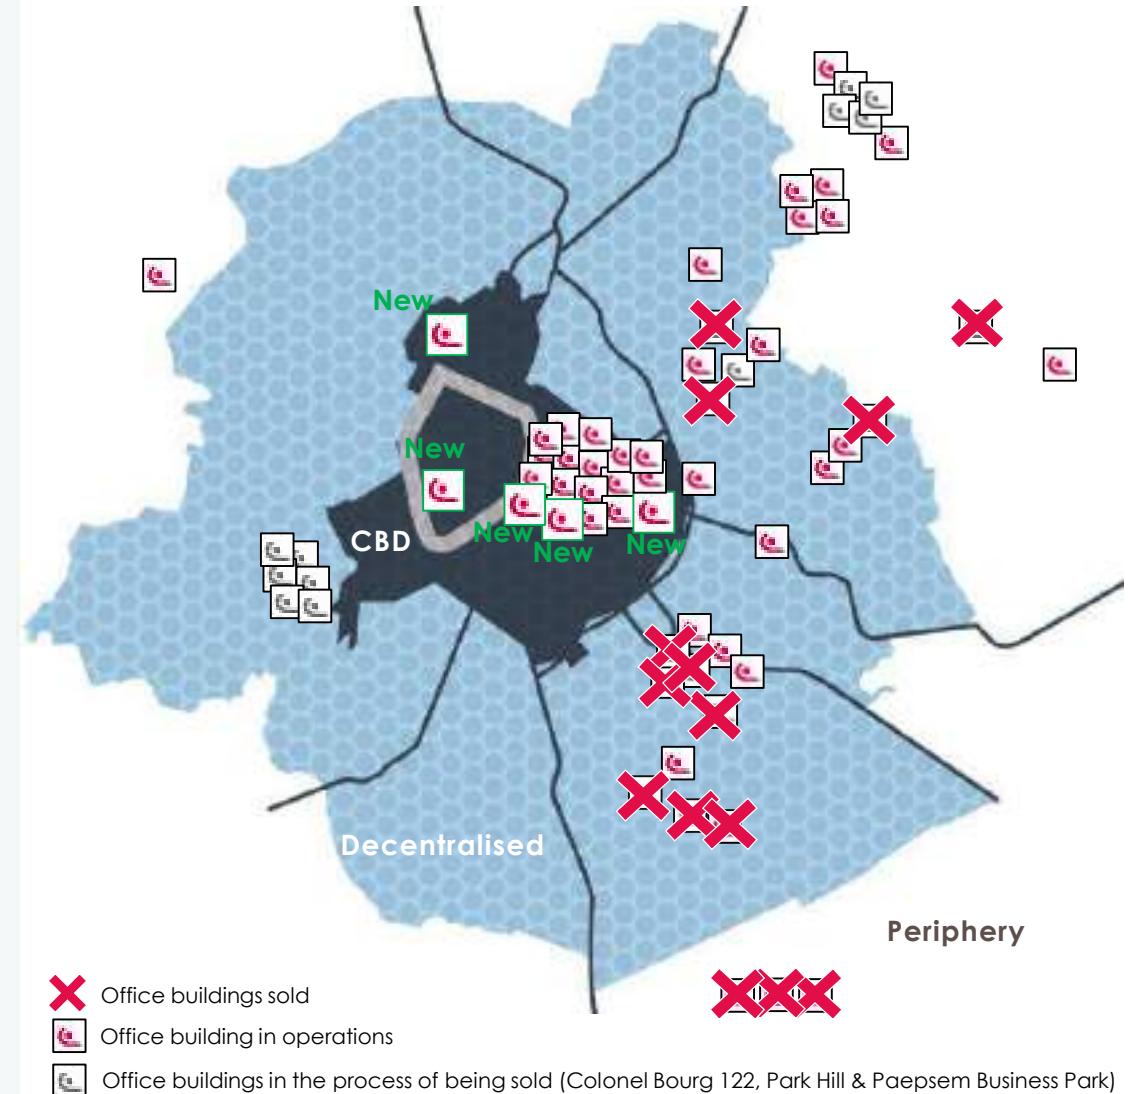 New
New
CBD
New
New
New
Decentralised
Periphery
Office buildings sold
Office building in operations
Office buildings in the process of being sold (Colonel Bourg 122, Park Hill & Paepsem Business Park)